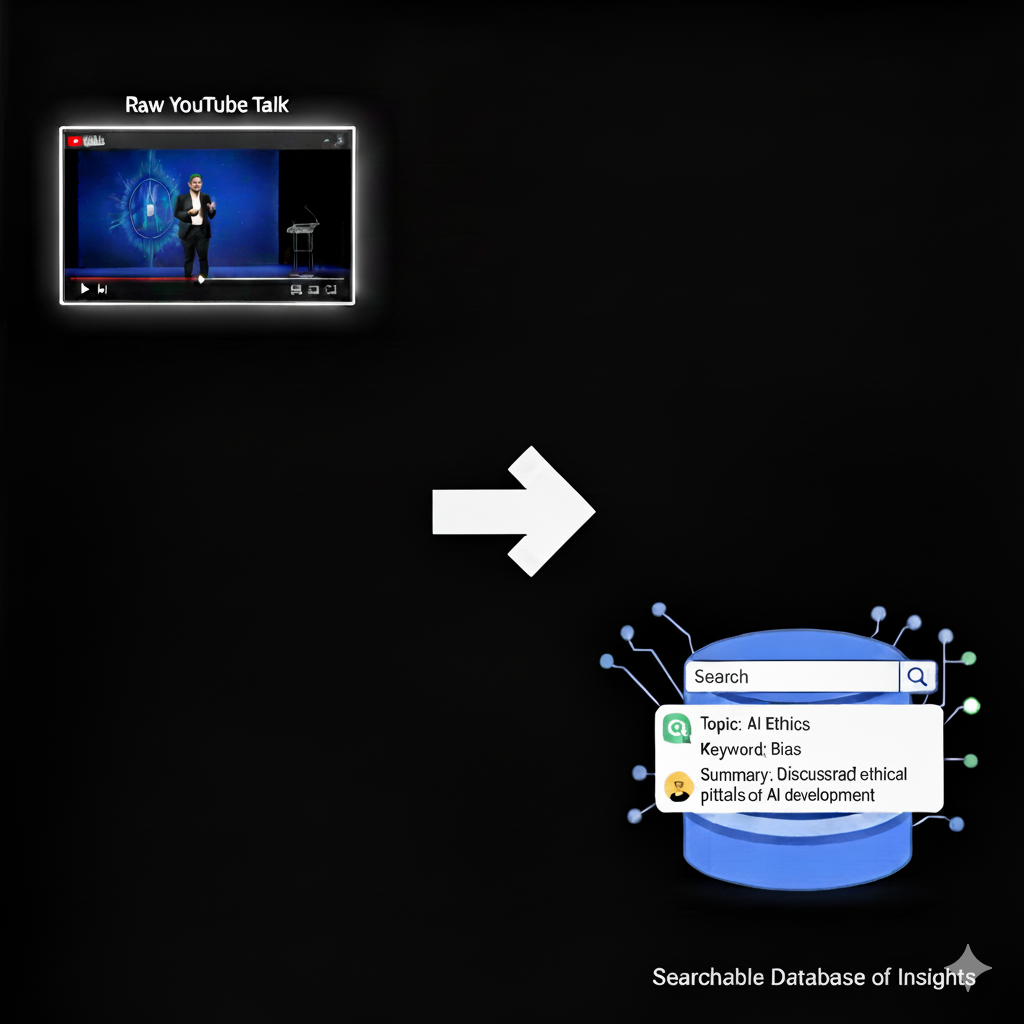 Raw YouTube Talk
Search
Topic: AI Ethics
Keyword: Bias
Summary: Discussrad ethical
pittals of AI development
Searchable Database of Insights